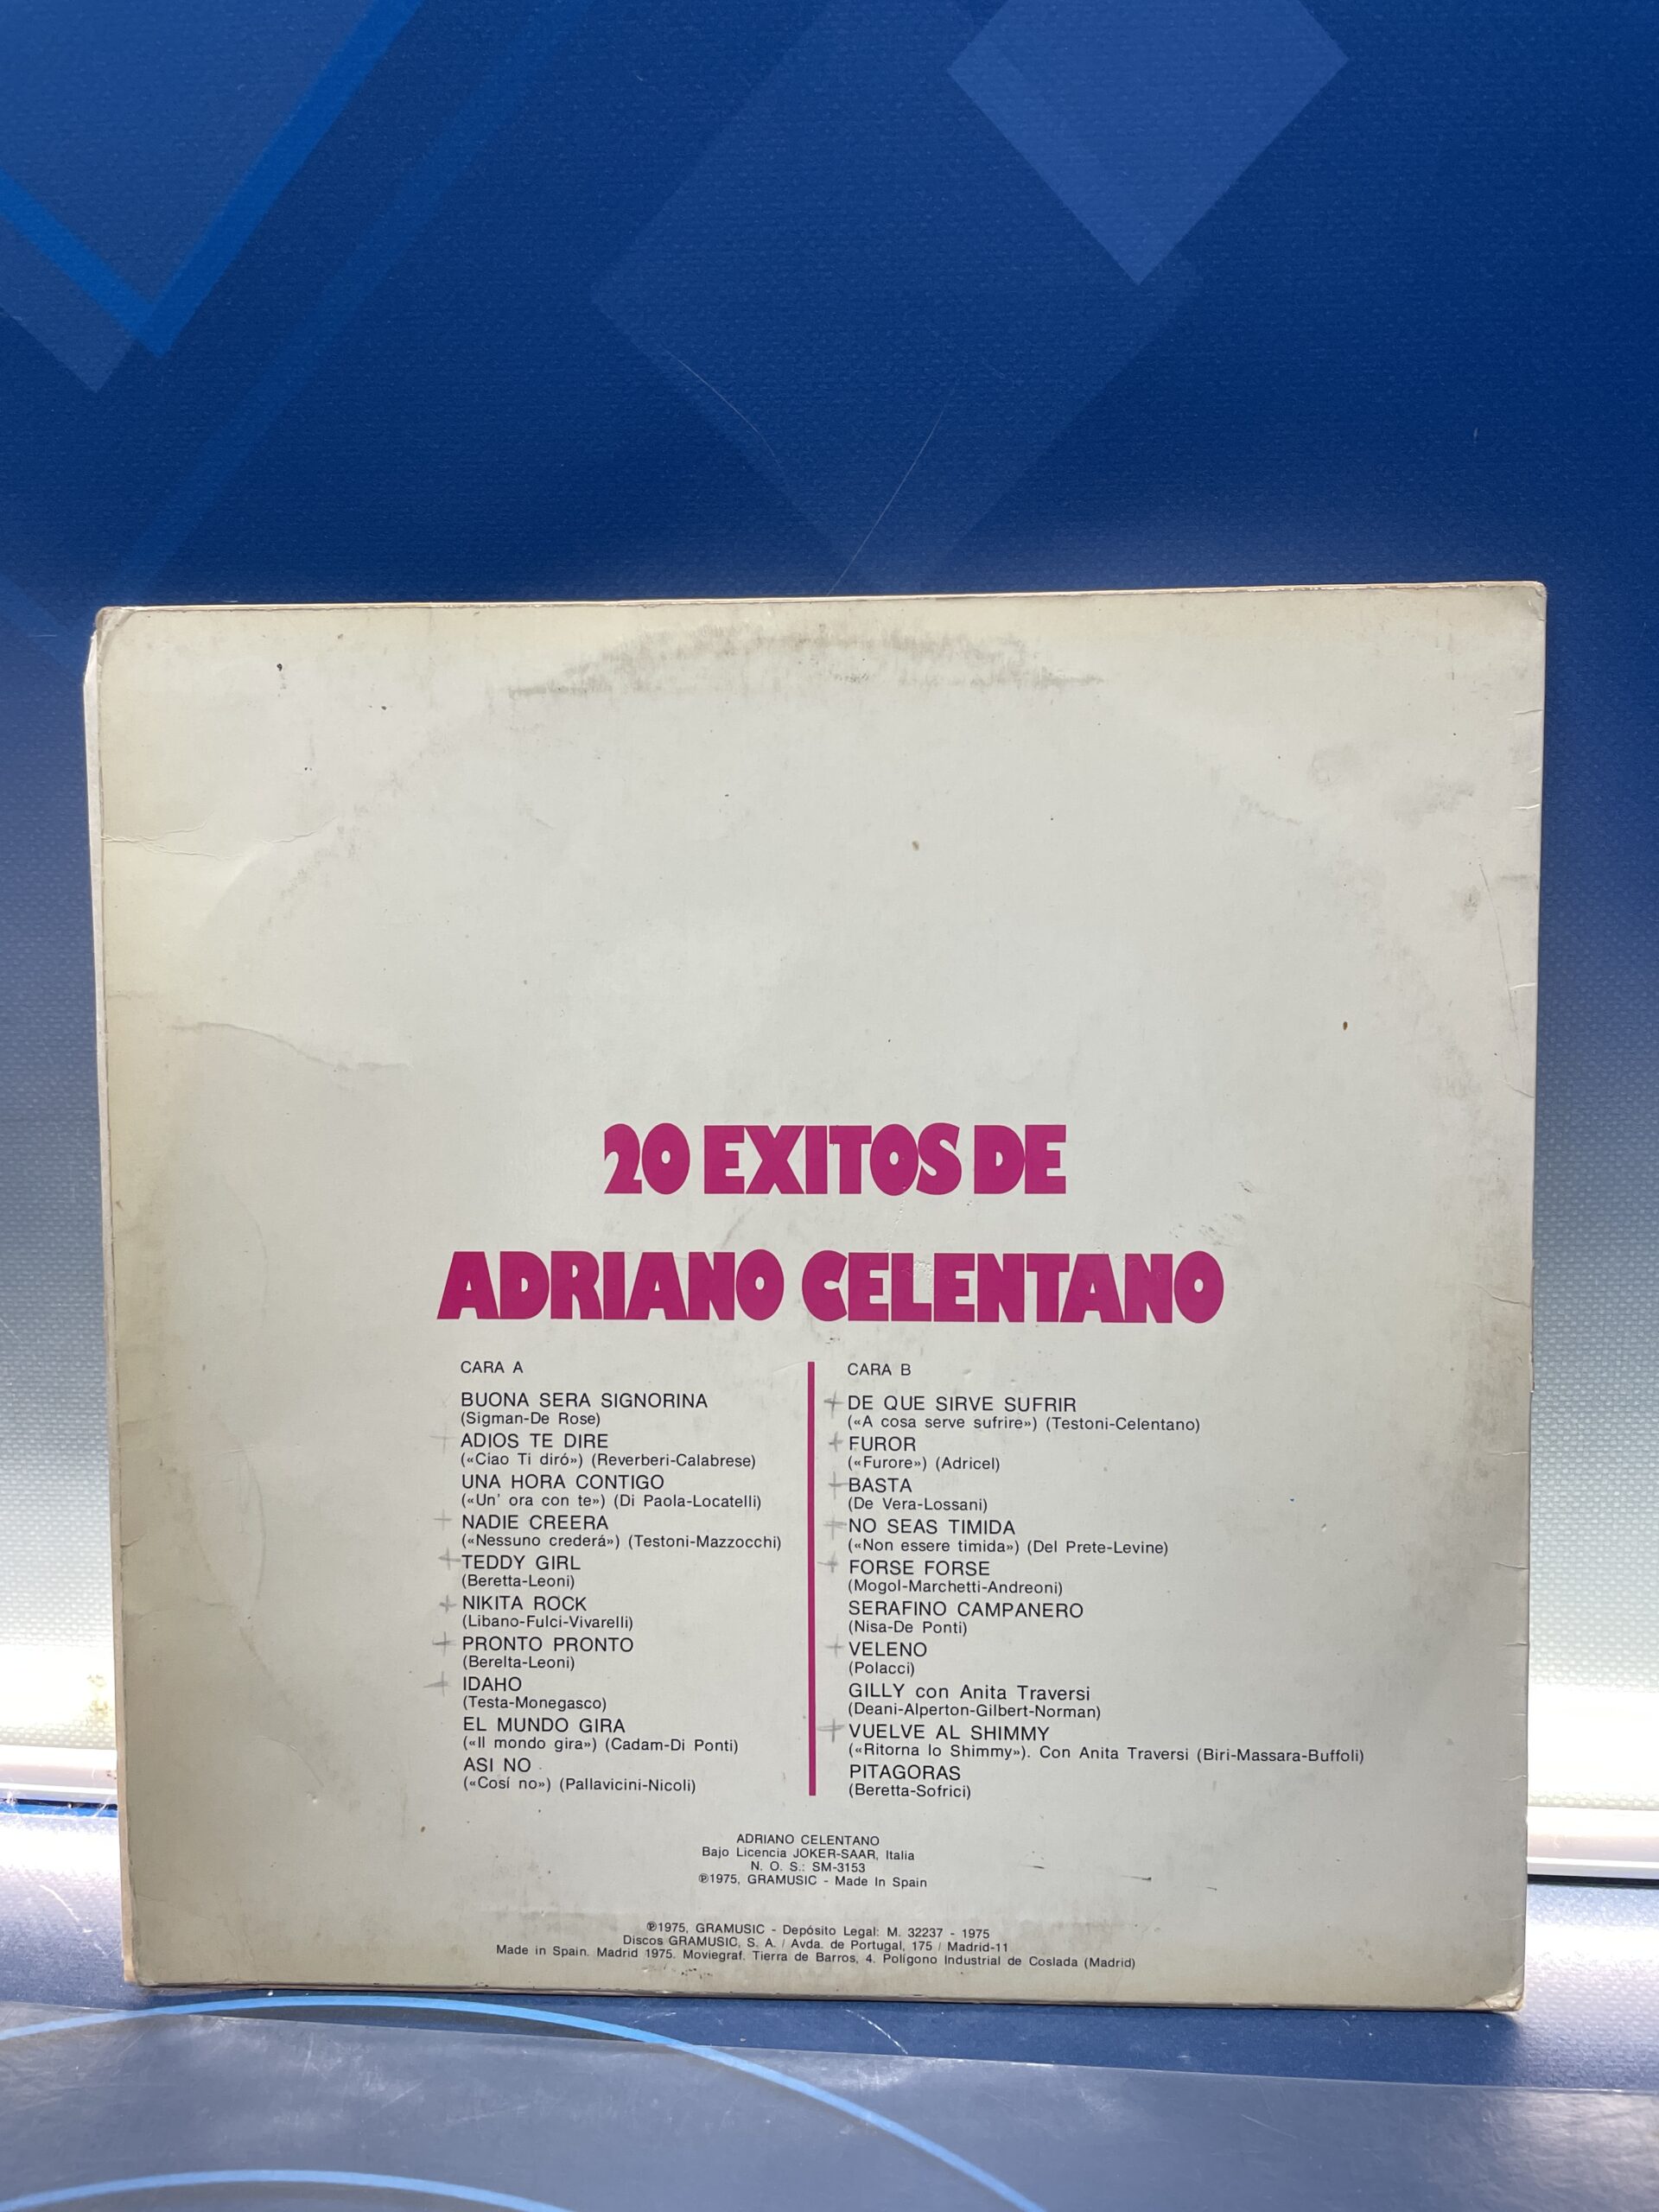 20 EXITOS DE
ADRIANO CELENTANO
CARA A
BUONA SERA SIGNORINA
(Sigman-De Rose)
ADIOS TE DIRE
(«Ciao Ti diró») (Reverberi-Calabrese)
UNA HORA CONTIGO
(«Un' ora con te») (Di Paola-Locatelli)
NADIE CREERA
(«Nessuno crederá») (Testoni-Mazzocchi)
TEDDY GIRL
(Beretta-Leoni)
NIKITA ROCK
(Libano-Fulci-Vivarelli)
PRONTO PRONTO
(Berelta-Leoni)
IDAHO
(Testa-Monegasco)
EL MUNDO GIRA
(«Il mondo gira») (Cadam-Di Ponti)
ASI NO
(«Cosí no») (Pallavicini-Nicoli)
CARA B
DE QUE SIRVE SUFRIR
(«A cosa serve sufrire») (Testoni-Celentano)
FUROR
(«Furore») (Adricel)
BASTA
(De Vera-Lossani)
NO SEAS TIMIDA
(«Non essere timida») (Del Prete-Levine)
FORSE FORSE
(Mogol-Marchetti-Andreoni)
SERAFINO CAMPANERO
(Nisa-De Ponti)
VELENO
(Polacci)
GILLY con Anita Traversi
(Deani-Alperton-Gilbert-Norman)
VUELVE AL SHIMMY
(«Ritorna lo Shimmy»). Con Anita Traversi (Biri-Massara-Buffoli)
PITAGORAS
(Beretta-Sofrici)
ADRIANO CELENTANO
Bajo Licencia JOKER-SAAR, Italia
N. O. S.: SM-3153
℗1975, GRAMUSIC - Made In Spain
℗1975, GRAMUSIC - Depósito Legal: M. 32237 - 1975
Discos GRAMUSIC, S. A. / Avda. de Portugal, 175 / Madrid-11
Made in Spain. Madrid 1975. Moviegraf. Tierra de Barros, 4. Polígono Industrial de Coslada (Madrid)